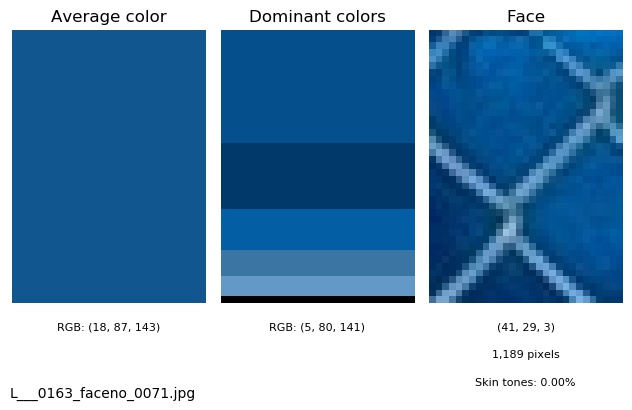 Average color
Dominant colors
Face
RGB: (18, 87, 143)
RGB: (5, 80, 141)
(41, 29, 3)
1,189 pixels
Skin tones: 0.00%
L___0163_faceno_0071.jpg